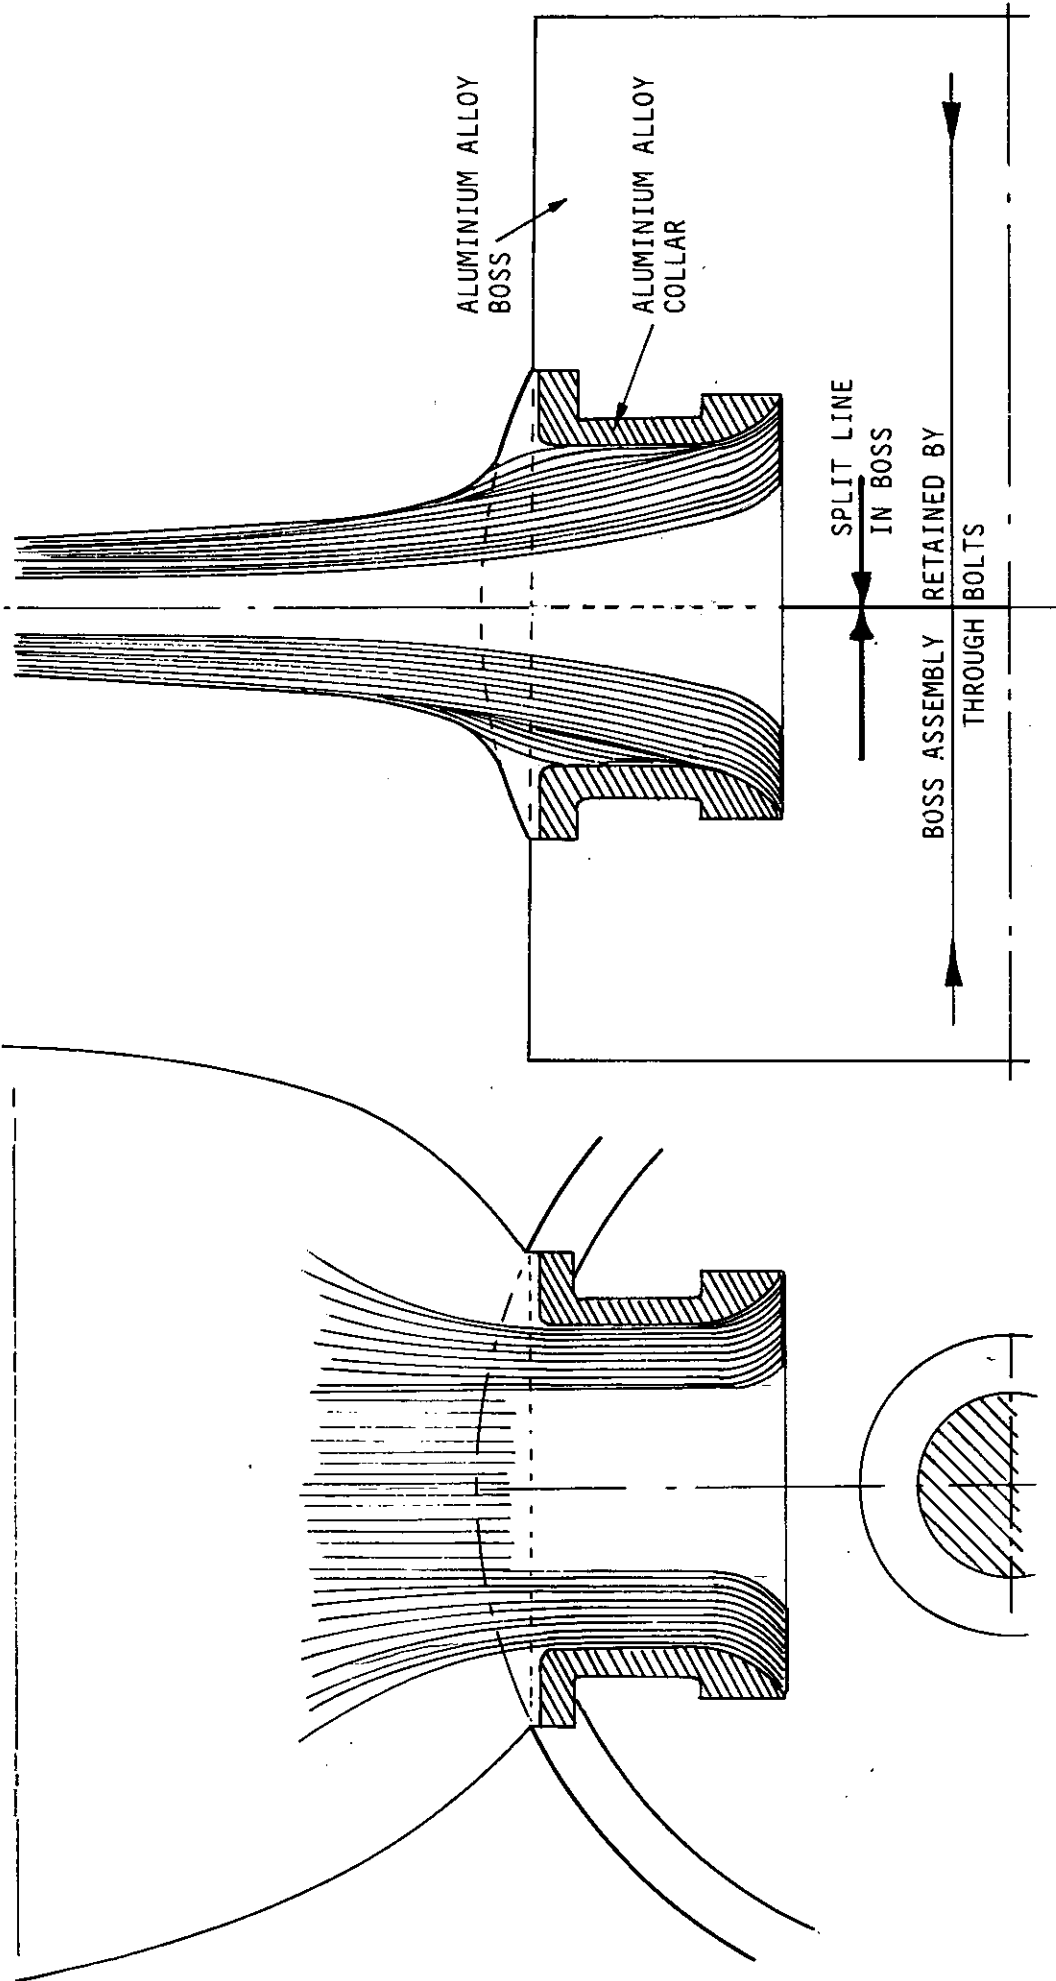 ALUMINIUM ALLOY
BOSS
ALUMINIUM ALLOY
COLLAR
SPLIT LINE
IN BOSS
BOSS ASSEMBLY RETAINED BY
THROUGH BOLTS